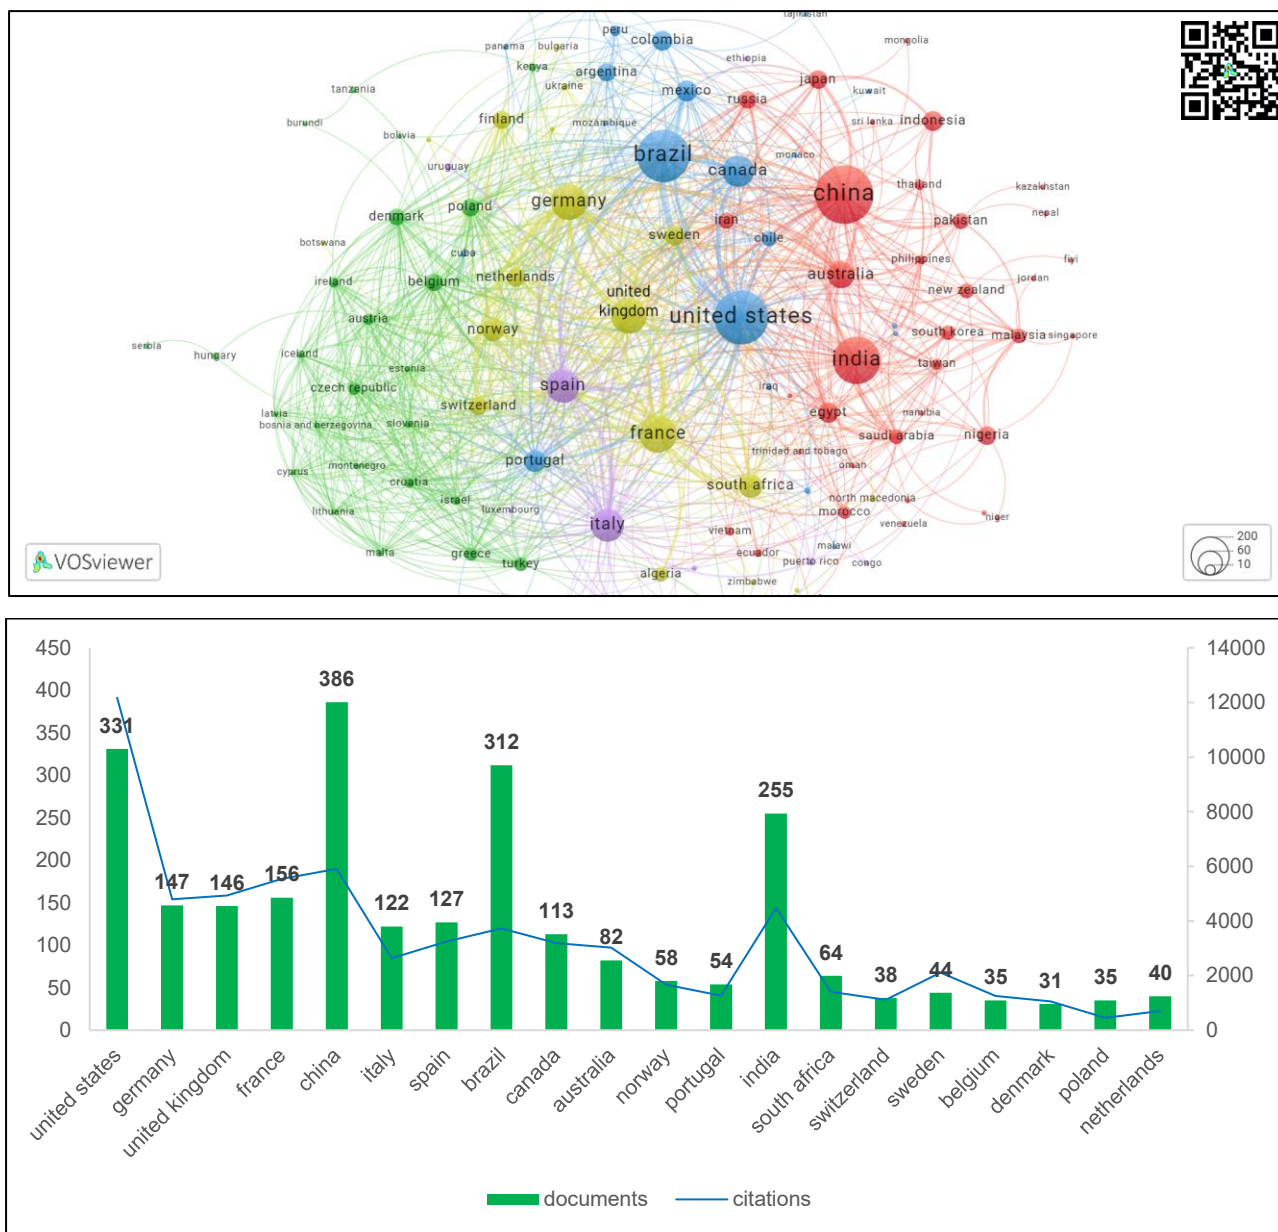 tajikistan
peru
colombia
mongolia
panama
bulgaria
ethiopia
kenya
argentina
japan
ukraine
tanzania
mexico
kuwait
russia
finland
mozambique
sri lanka
indonesia
burundi
bolivia
brazil
monaco
uruguay
canada
china
thailand
kazakhstan
germany
denmark
poland
iran
pakistan
nepal
sweden
chile
botswana
cuba
philippines
fiyi
ireland
belgium
netherlands
australia
jordan
new zealand
united
kingdom
united states
austria
norway
south korea
malaysia
singapore
serbia
hungary
iceland
estonia
india
taiwan
czech republic
spain
iraq
switzerland
latvia
egypt
namibia
bosnia and herzegovina
slovenia
france
saudi arabia
nigeria
trinidad and tobago
portugal
montenegro
oman
cyprus
croatia
south africa
israel
north macedonia
lithuania
luxembourg
morocco
italy
venezuela
niger
vietnam
malawi
malta
greece
turkey
ecuador
puerto rico
congo
algeria
zimbabwe
VOSviewer
200
60
10
450
400
350
300
250
200
150
100
50
0
14000
12000
10000
8000
6000
4000
2000
0
331
147
146
156
386
122
127
312
113
82
58
54
255
64
38
44
35
31
35
40
united states
germany
united kingdom
france
china
italy
spain
brazil
canada
australia
norway
portugal
india
south africa
switzerland
sweden
belgium
denmark
poland
netherlands
documents
citations